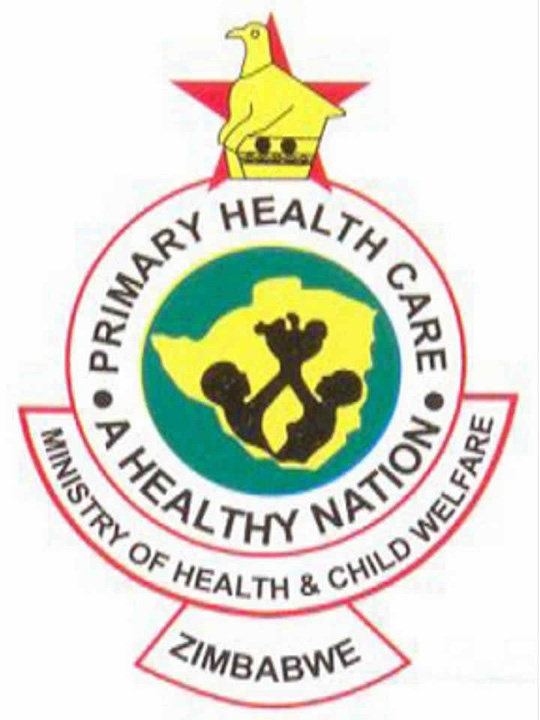 PRIMARY HEALTH CARE
• A HEALTHY NATION •
MINISTRY OF HEALTH & CHILD WELFARE
ZIMBABWE